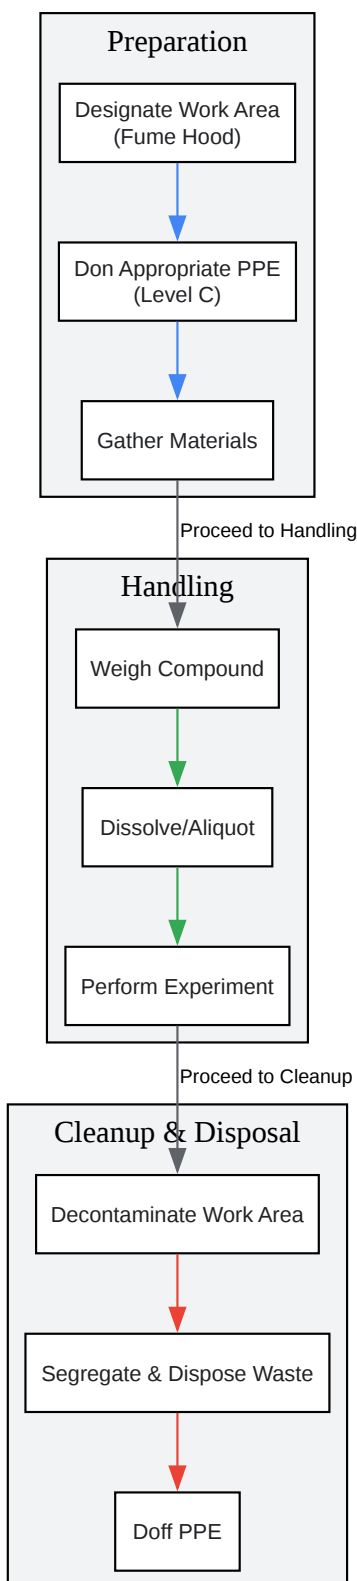 Preparation
Designate Work Area
(Fume Hood)
Don Appropriate PPE
(Level C)
Gather Materials
Proceed to Handling
Handling
Weigh Compound
Dissolve/Aliquot
Perform Experiment
Proceed to Cleanup
Cleanup & Disposal
Decontaminate Work Area
Segregate & Dispose Waste
Doff PPE